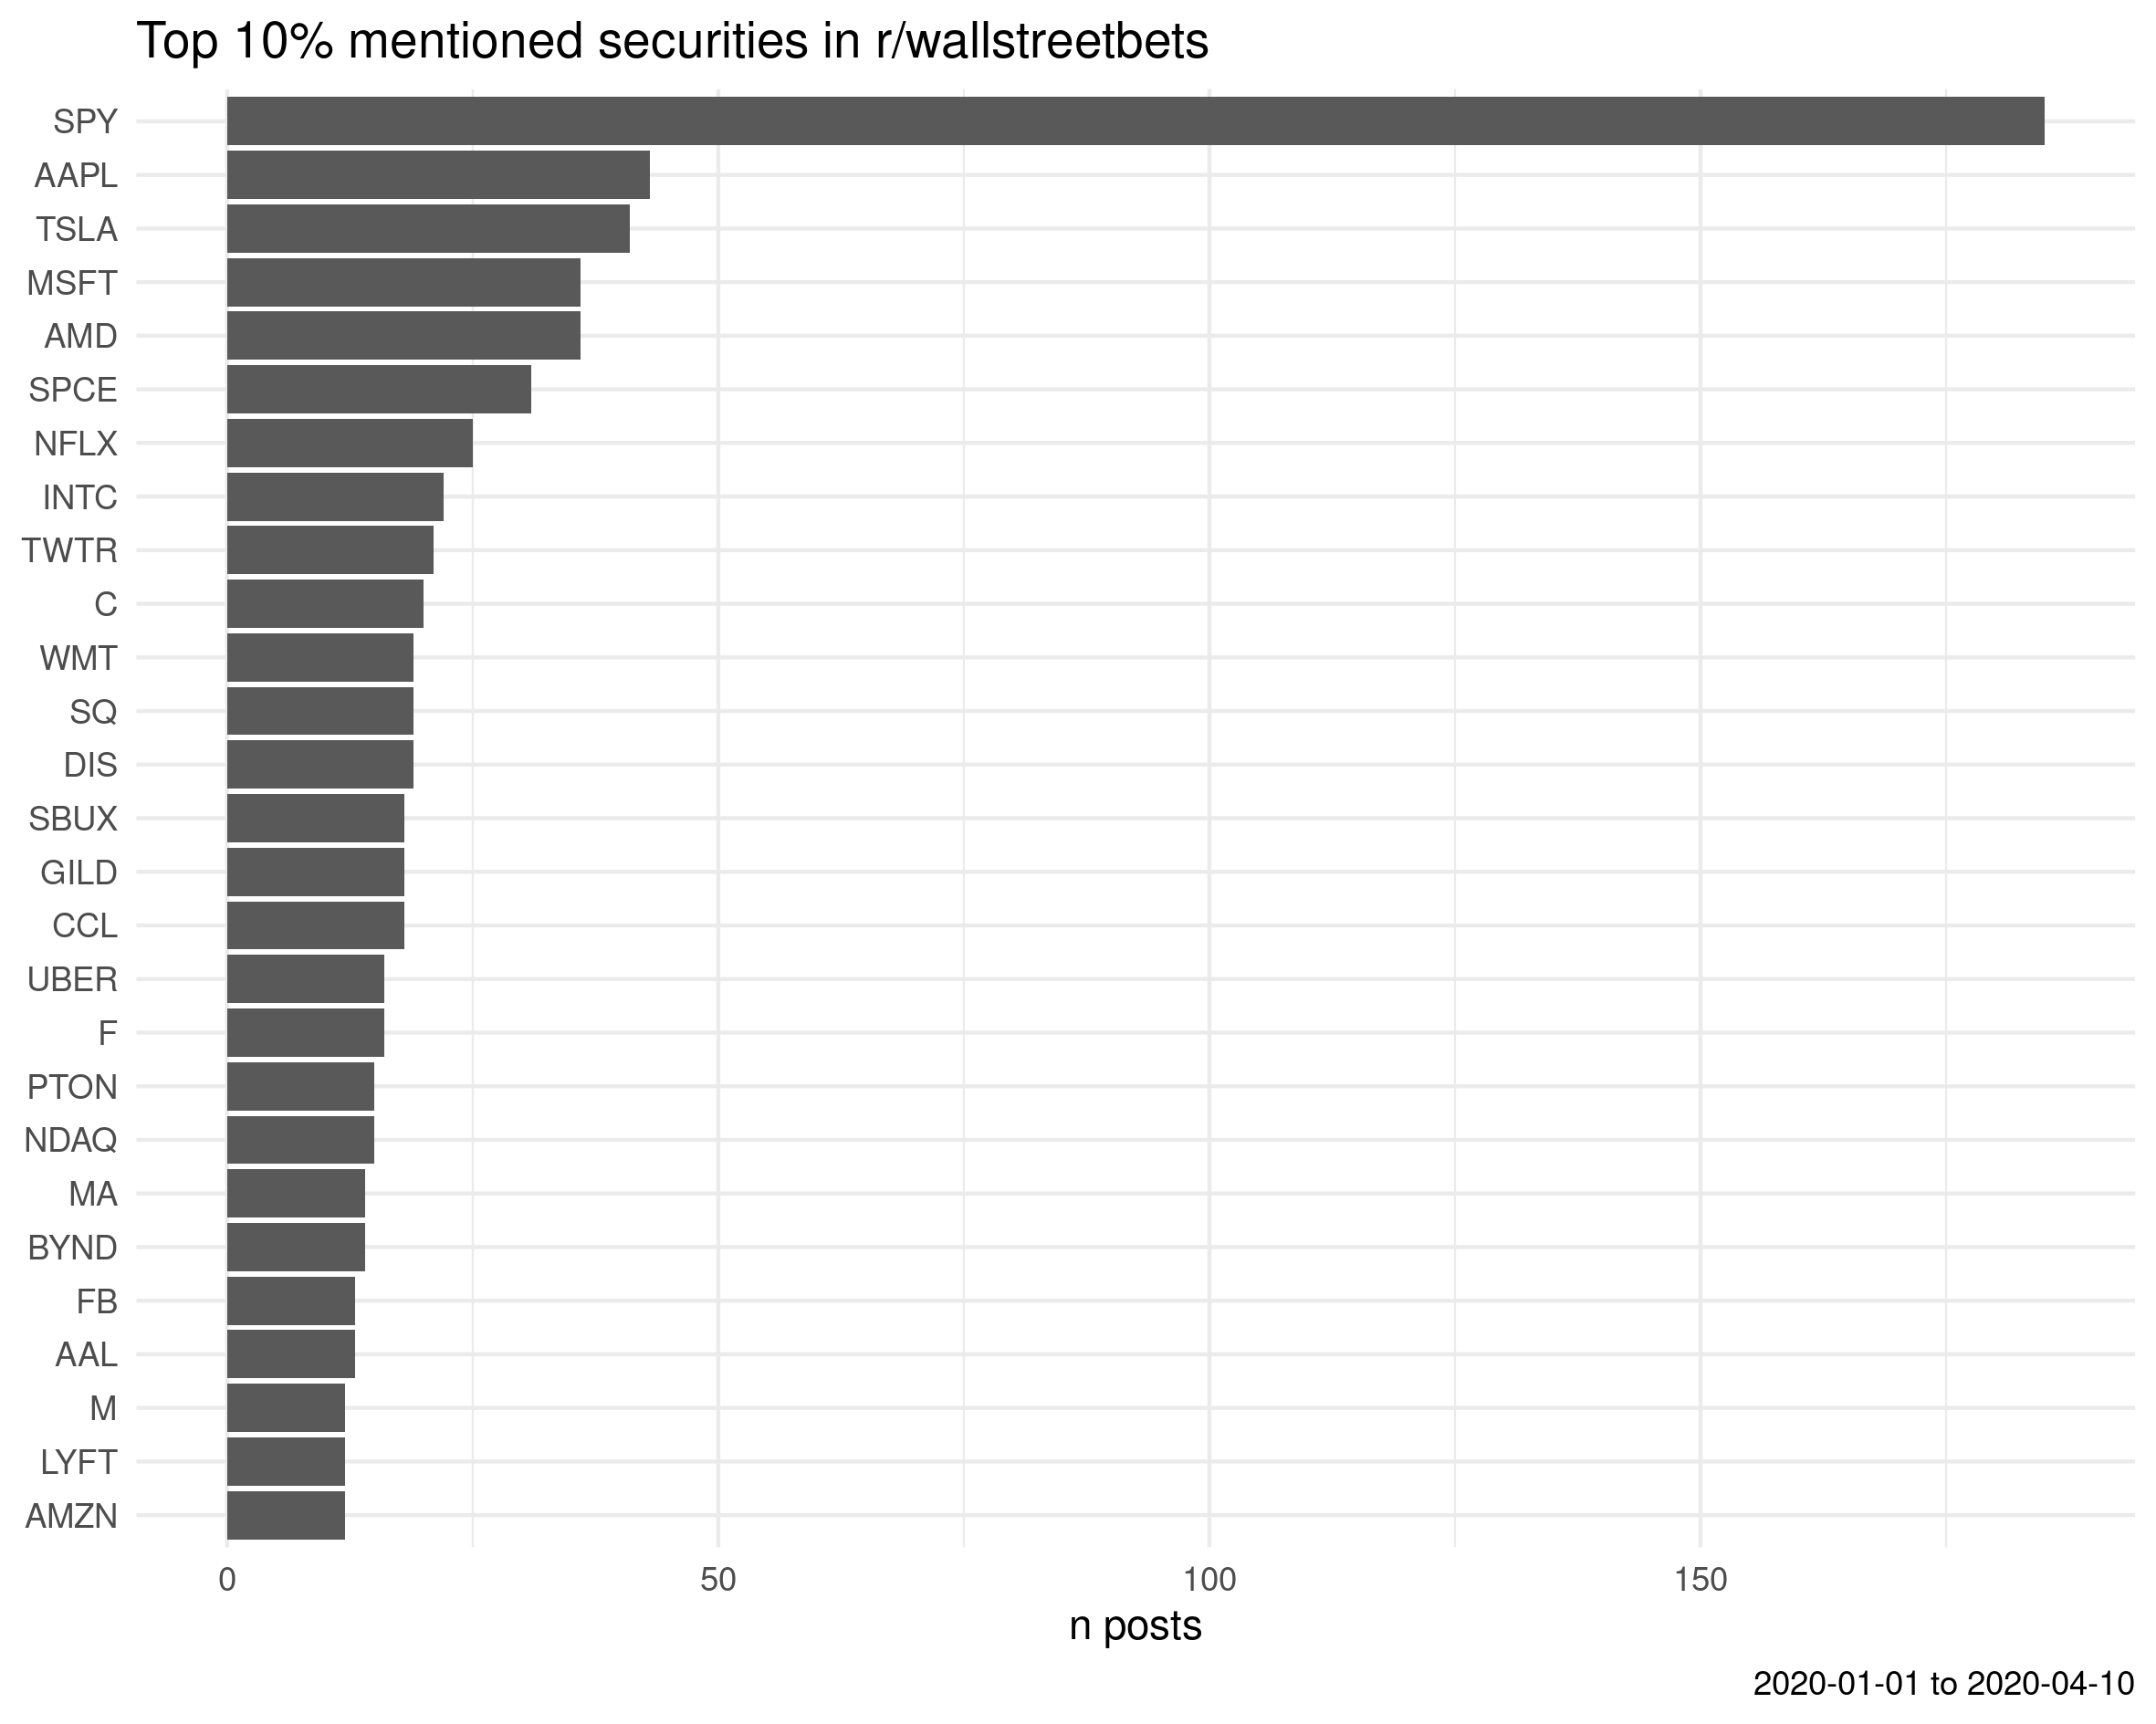 Top 10% mentioned securities in r/wallstreetbets
SPY
AAPL
TSLA
MSFT
AMD
SPCE
NFLX
INTC
TWTR
C
WMT
SQ
DIS
SBUX
GILD
CCL
UBER
F
PTON
NDAQ
MA
BYND
FB
AAL
M
LYFT
AMZN
0 50 100 150
n posts
2020-01-01 to 2020-04-10